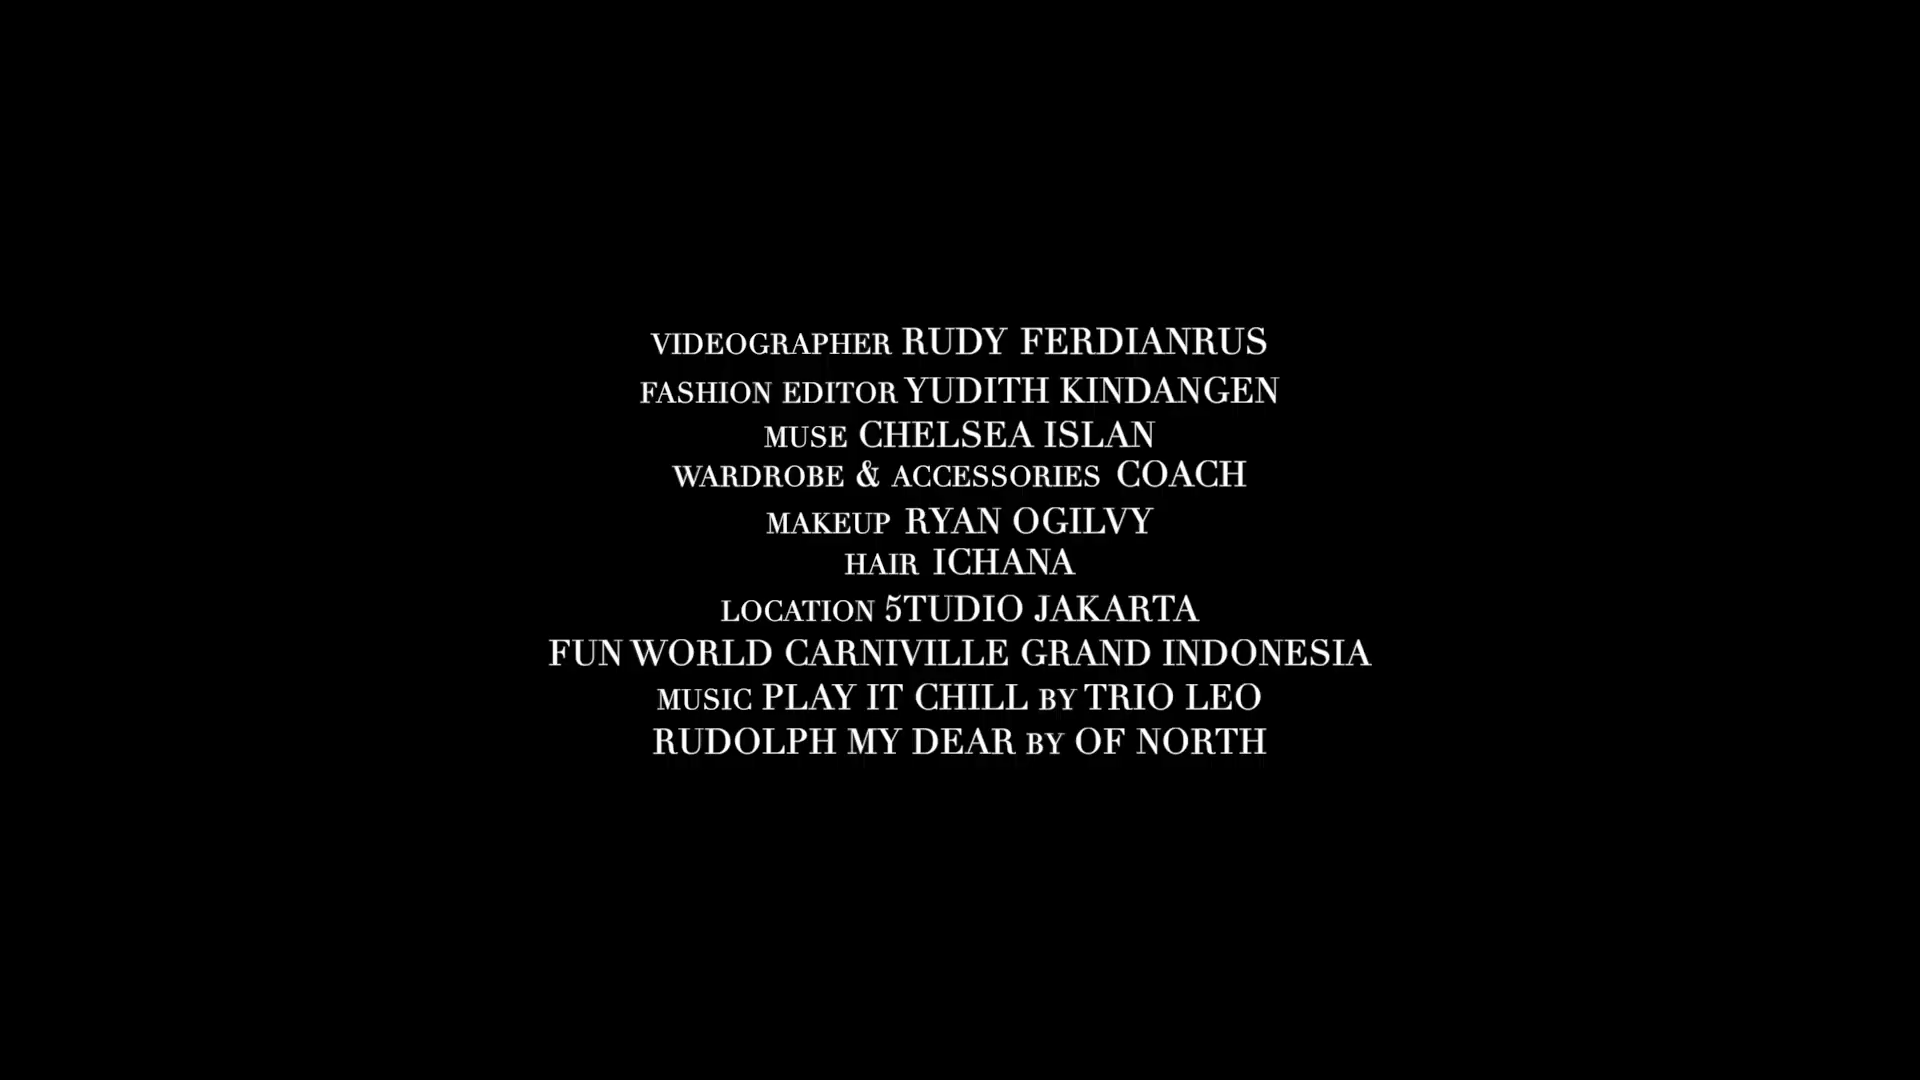 VIDEOGRAPHER RUDY FERDIANRUS
FASHION EDITOR YUDITH KINDANGEN
MUSE CHELSEA ISLAN
WARDROBE & ACCESSORIES COACH
MAKEUP RYAN OGILVY
HAIR ICHANA
LOCATION 5TUDIO JAKARTA
FUN WORLD CARNIVILLE GRAND INDONESIA
MUSIC PLAY IT CHILL BY TRIO LEO
RUDOLPH MY DEAR BY OF NORTH